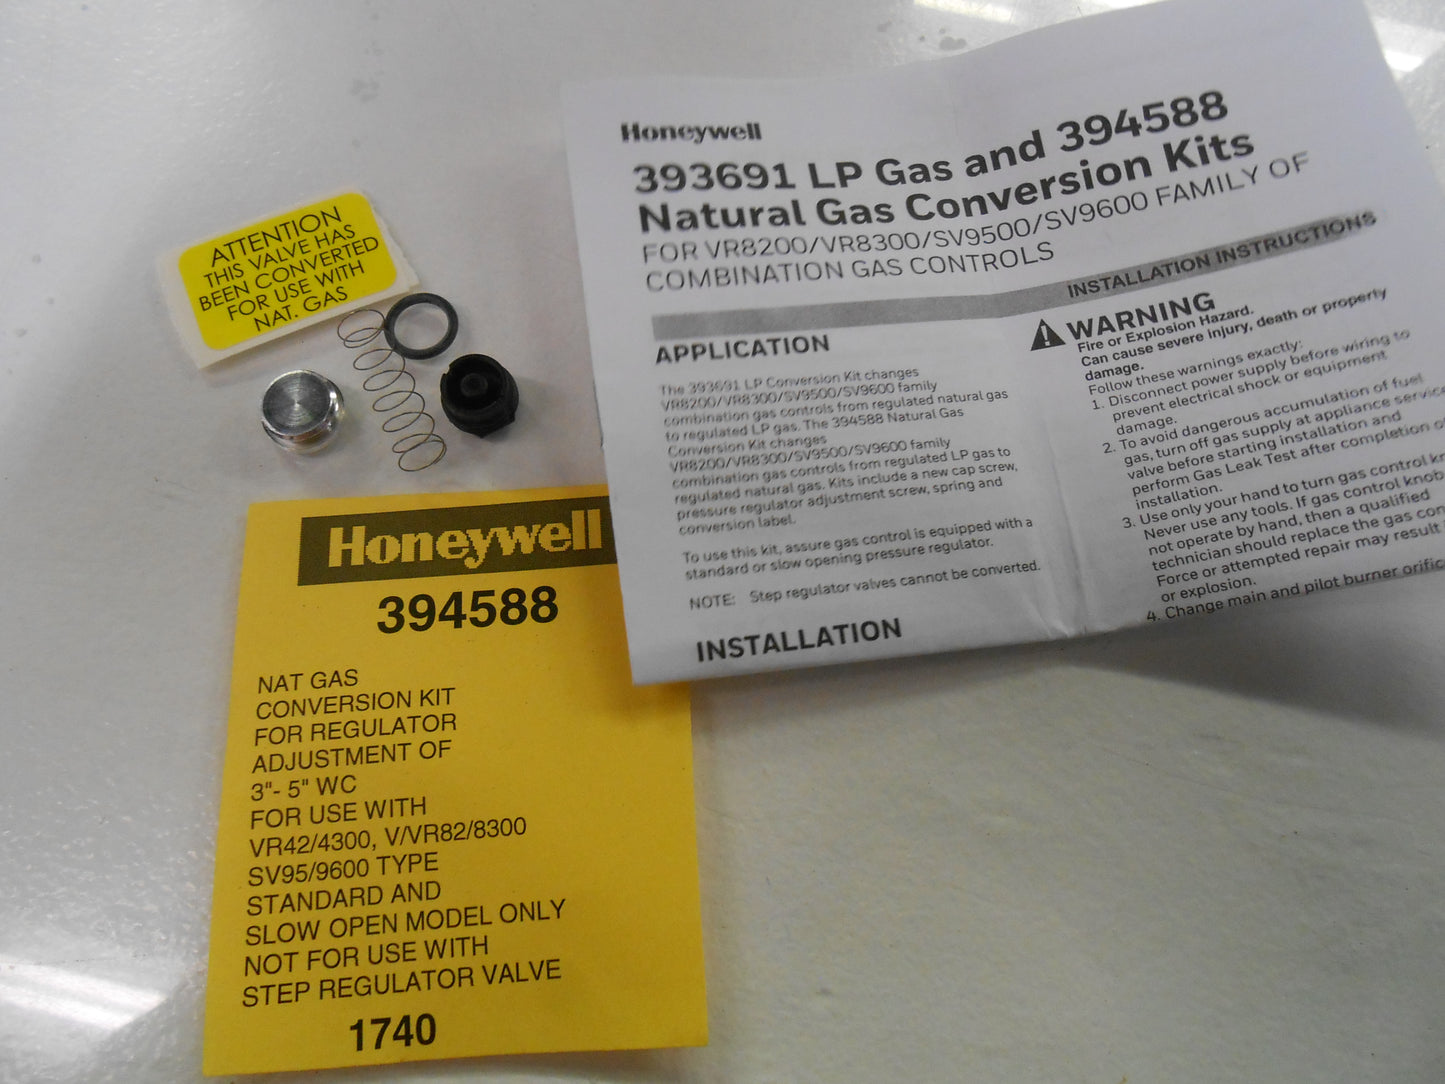 ATTENTION
THIS VALVE HAS
BEEN CONVERTED
FOR USE WITH
NAT. GAS
Honeywell
394588
NAT GAS
CONVERSION KIT
FOR REGULATOR
ADJUSTMENT OF
3"- 5" WC
FOR USE WITH
VR42/4300, V/VR82/8300
SV95/9600 TYPE
STANDARD AND
SLOW OPEN MODEL ONLY
NOT FOR USE WITH
STEP REGULATOR VALVE
1740
Honeywell
393691 LP Gas and 394588
Natural Gas Conversion Kits
FOR VR8200/VR8300/SV9500/SV9600 FAMILY OF
COMBINATION GAS CONTROLS
INSTALLATION INSTRUCTIONS
APPLICATION
The 393691 LP Conversion Kit changes
VR8200/VR8300/SV9500/SV9600 family
combination gas controls from regulated natural gas
to regulated LP gas. The 394588 Natural Gas
Conversion Kit changes
VR8200/VR8300/SV9500/SV9600 family
combination gas controls from regulated LP gas to
regulated natural gas. Kits include a new cap screw,
pressure regulator adjustment screw, spring and
conversion label.
To use this kit, assure gas control is equipped with a
standard or slow opening pressure regulator.
NOTE: Step regulator valves cannot be converted.
INSTALLATION
WARNING
Fire or Explosion Hazard.
Can cause severe injury, death or property
damage.
Follow these warnings exactly:
1. Disconnect power supply before wiring to
prevent electrical shock or equipment
damage.
2. To avoid dangerous accumulation of fuel
gas, turn off gas supply at appliance service
valve before starting installation and
perform Gas Leak Test after completion of
installation.
3. Use only your hand to turn gas control
Never use any tools. If gas control knob
not operate by hand, then a qualified
technician should replace the gas
Force or attempted repair may result
or explosion.
4. Change main and pilot burner